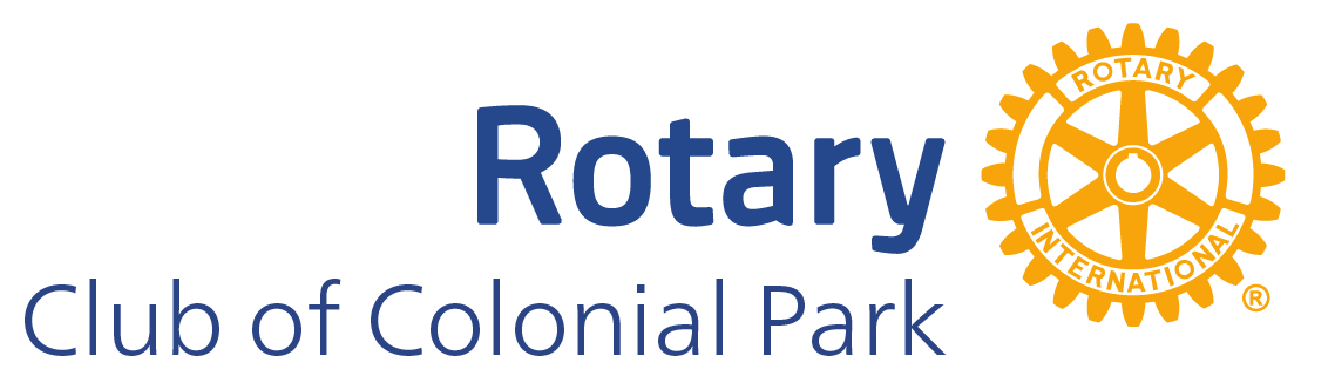 Rotary
Club of Colonial Park
ROTARY
INTERNATIONAL
®